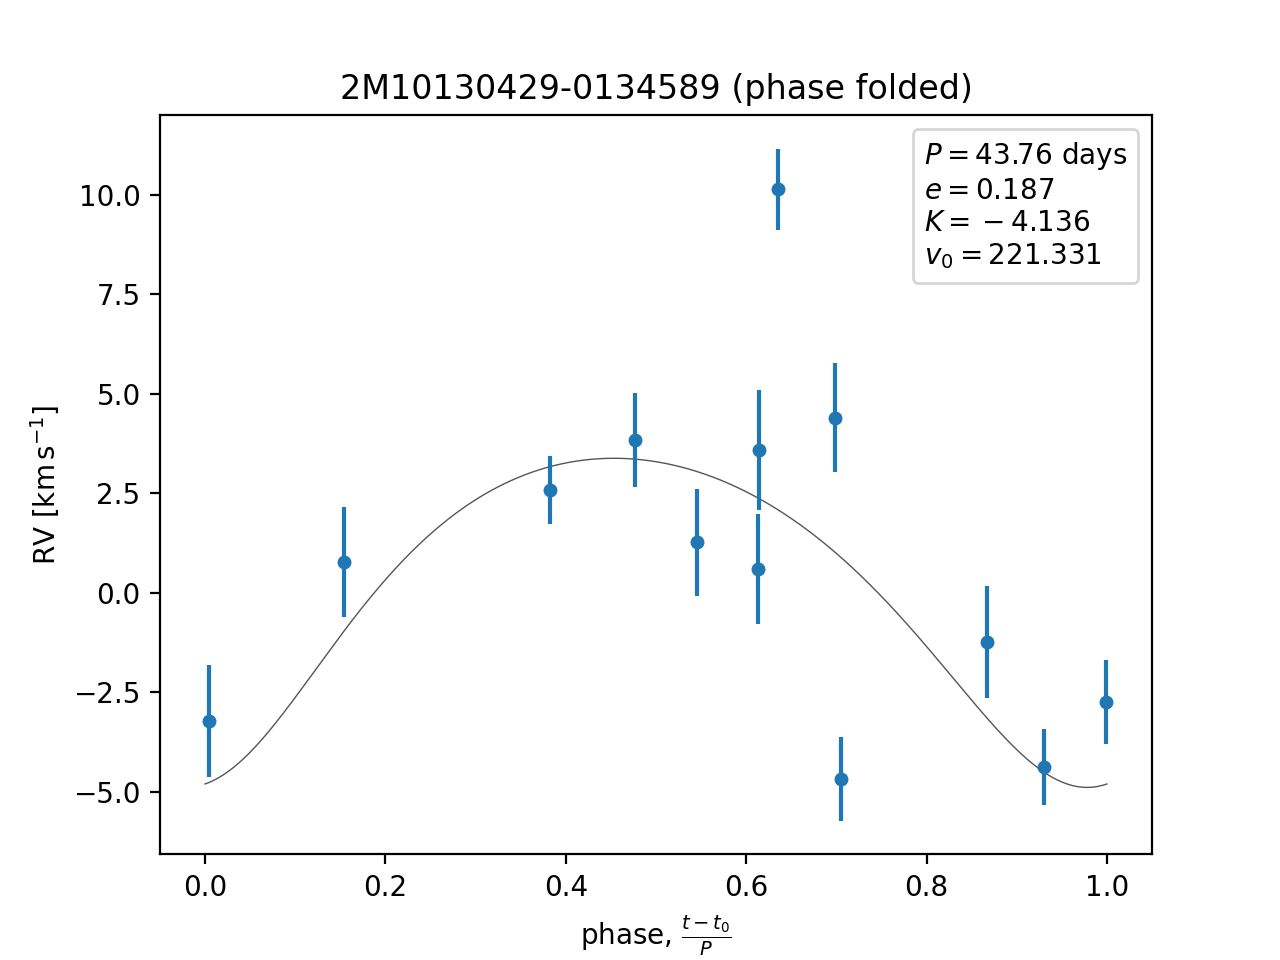 2M10130429-0134589 (phase folded)
P = 43.76 days
e = 0.187
K = −4.136
v₀ = 221.331
RV [km s⁻¹]
10.0
7.5
5.0
2.5
0.0
−2.5
−5.0
0.0 0.2 0.4 0.6 0.8 1.0
phase, (t − t₀)/P